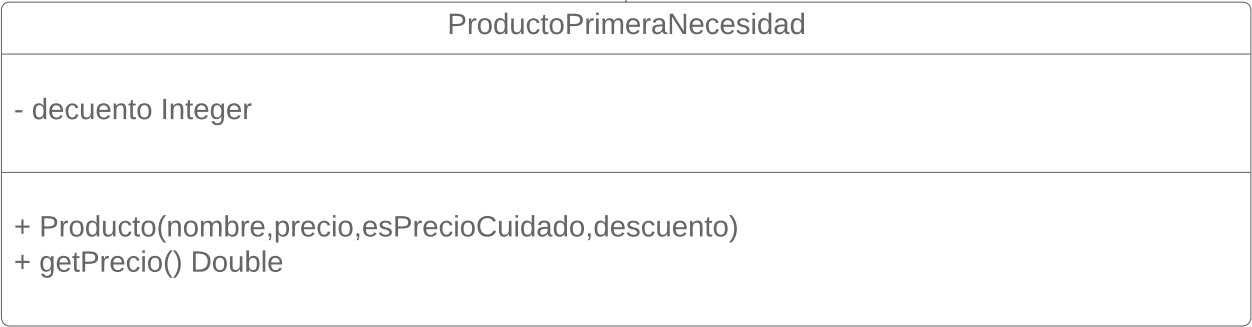 ProductoPrimeraNecesidad
- decuento Integer
+ Producto(nombre,precio,esPrecioCuidado,descuento)
+ getPrecio() Double